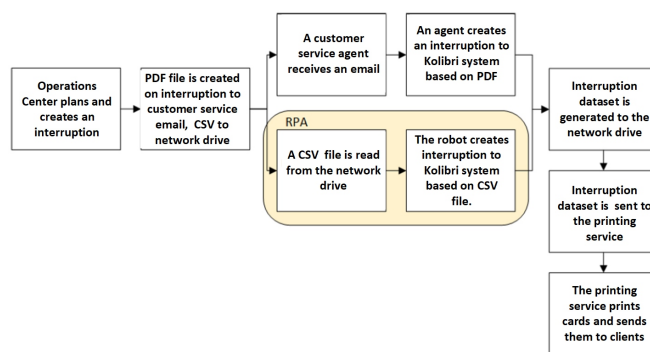 Operations
Center plans and
creates an
interruption
PDF file is created
on interruption to
customer service
email, CSV to
network drive
A customer
service agent
receives an email
An agent creates
an interruption to
Kolibri system
based on PDF
RPA
A CSV file is read
from the network
drive
The robot creates
interruption to
Kolibri system
based on CSV
file.
Interruption
dataset is
generated to the
network drive
Interruption
dataset is sent to
the printing
service
The printing
service prints
cards and sends
them to clients